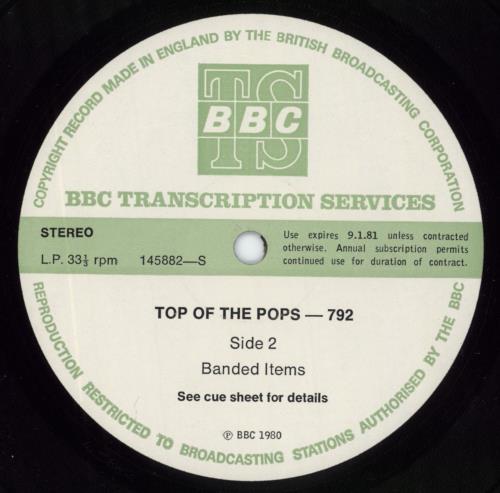 COPYRIGHT RECORD MADE IN ENGLAND BY THE BRITISH BROADCASTING CORPORATION
TS
BBC
BBC TRANSCRIPTION SERVICES
STEREO
L.P. 33⅓ rpm 145882—S
Use expires 9.1.81 unless contracted
otherwise. Annual subscription permits
continued use for duration of contract.
TOP OF THE POPS — 792
Side 2
Banded Items
See cue sheet for details
℗ BBC 1980
REPRODUCTION RESTRICTED TO BROADCASTING STATIONS AUTHORISED BY THE BBC